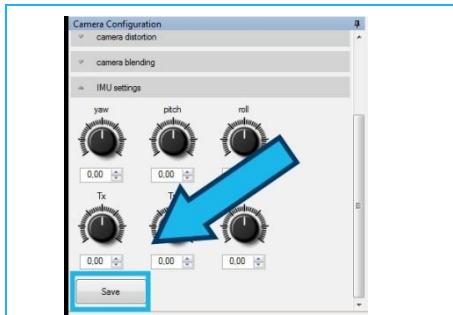 Camera Configuration
camera distortion
camera blending
IMU settings
yaw pitch roll
0,00 0,00
Tx
0,00 0,00 0,00
Save